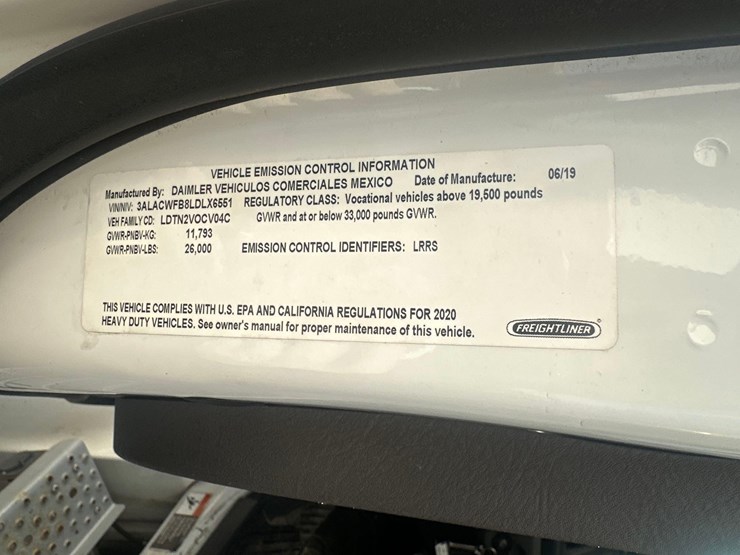 VEHICLE EMISSION CONTROL INFORMATION
Manufactured By: DAIMLER VEHICULOS COMERCIALES MEXICO Date of Manufacture: 06/19
VIN/NIV: 3ALACWFB8LDLX6551 REGULATORY CLASS: Vocational vehicles above 19,500 pounds
VEH FAMILY CD: LDTN2VOCV04C GVWR and at or below 33,000 pounds GVWR.
GVWR-PNBV-KG: 11,793
GVWR-PNBV-LBS: 26,000 EMISSION CONTROL IDENTIFIERS: LRRS
THIS VEHICLE COMPLIES WITH U.S. EPA AND CALIFORNIA REGULATIONS FOR 2020
HEAVY DUTY VEHICLES. See owner's manual for proper maintenance of this vehicle.
FREIGHTLINER®